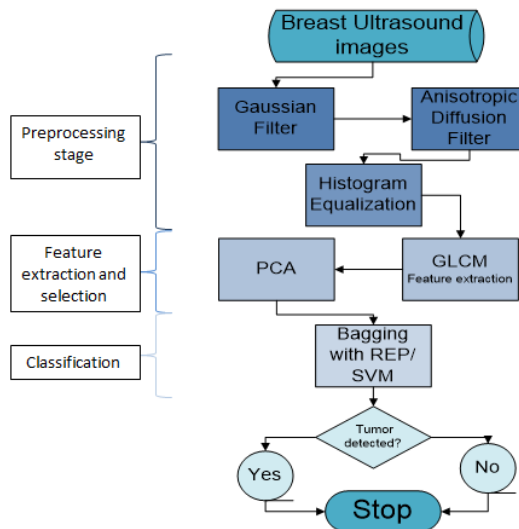 Breast Ultrasound
images
Gaussian
Filter
Anisotropic
Diffusion
Filter
Preprocessing
stage
Histogram
Equalization
Feature
extraction and
selection
PCA
GLCM
Feature extraction
Classification
Bagging
with REP/
SVM
Tumor
detected?
Yes
No
Stop